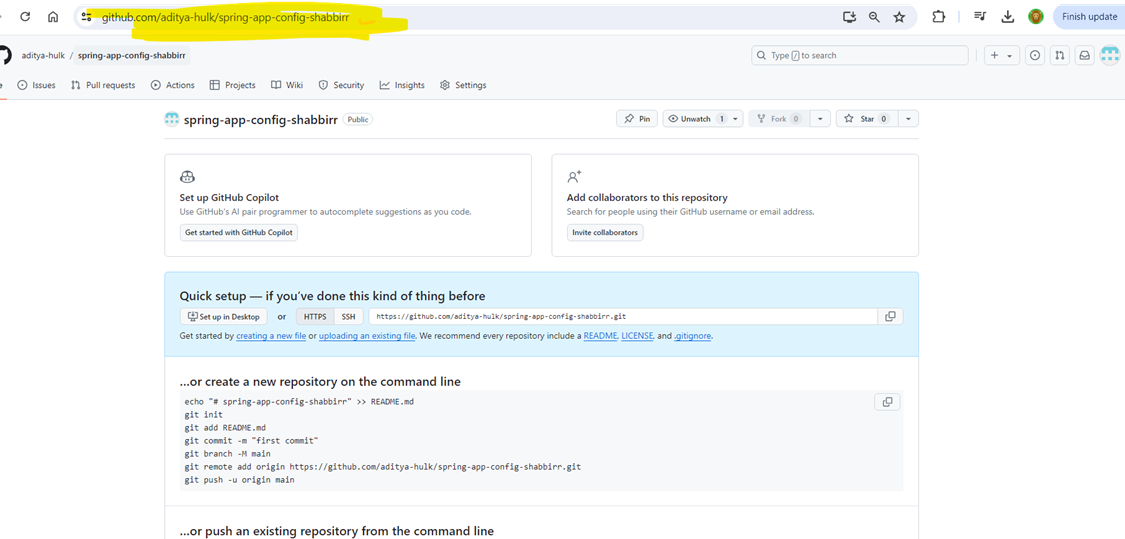 github.com/aditya-hulk/spring-app-config-shabbirr
Finish update
aditya-hulk / spring-app-config-shabbirr
Type / to search
Issues Pull requests Actions Projects Wiki Security Insights Settings
spring-app-config-shabbirr Public
Pin Unwatch 1 Fork 0 Star 0
Set up GitHub Copilot
Use GitHub's AI pair programmer to autocomplete suggestions as you code.
Get started with GitHub Copilot
Add collaborators to this repository
Search for people using their GitHub username or email address.
Invite collaborators
Quick setup — if you've done this kind of thing before
Set up in Desktop or HTTPS SSH https://github.com/aditya-hulk/spring-app-config-shabbirr.git
Get started by creating a new file or uploading an existing file. We recommend every repository include a README, LICENSE, and .gitignore.
...or create a new repository on the command line
echo "# spring-app-config-shabbirr" >> README.md
git init
git add README.md
git commit -m "first commit"
git branch -M main
git remote add origin https://github.com/aditya-hulk/spring-app-config-shabbirr.git
git push -u origin main
...or push an existing repository from the command line